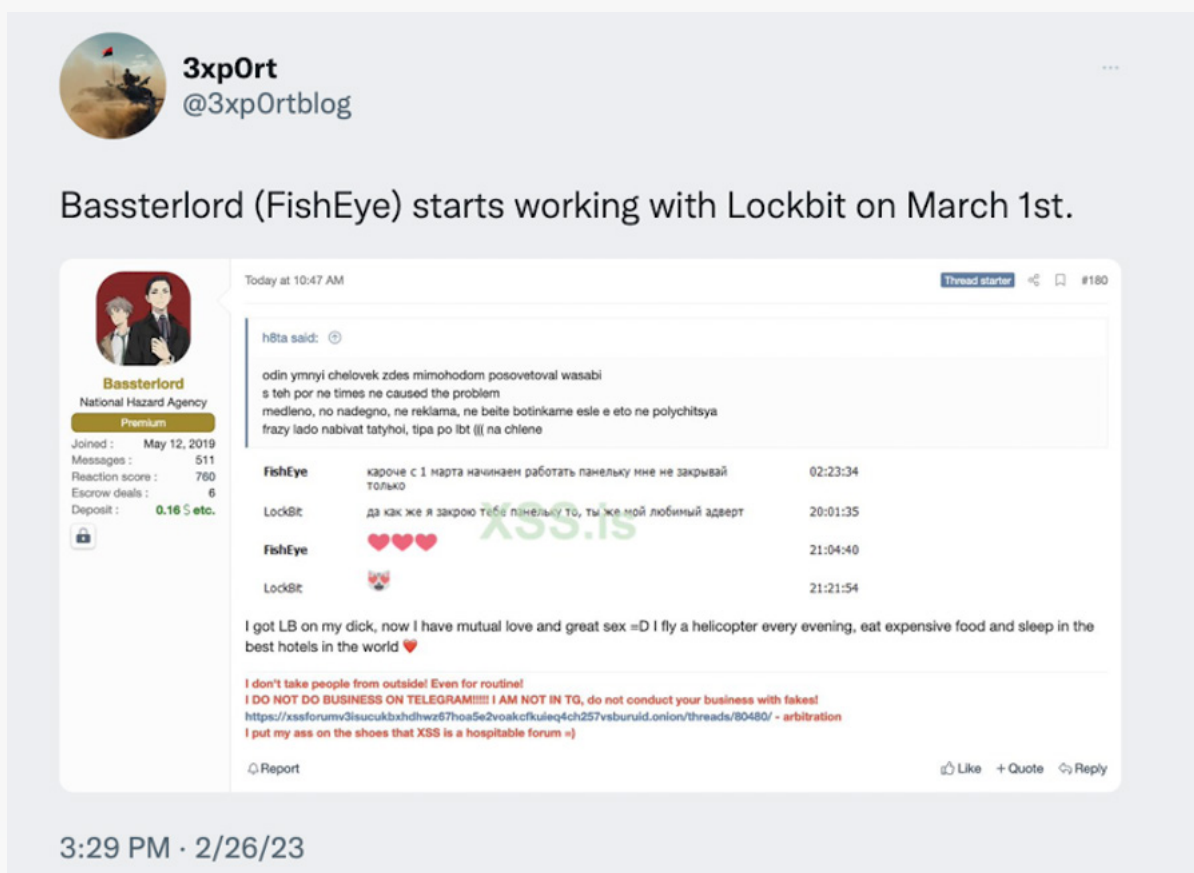 3xp0rt
@3xp0rtblog
Bassterlord (FishEye) starts working with Lockbit on March 1st.
Bassterlord
National Hazard Agency
Premium
Joined : May 12, 2019
Messages : 511
Reaction score : 760
Escrow deals : 6
Deposit : 0.16 $ etc.
Today at 10:47 AM Thread starter #180
h8ta said:
odin ymnyi chelovek zdes mimohodom posovetoval wasabi
s teh por ne times ne caused the problem
medleno, no nadegno, ne reklama, ne beite botinkame esle e eto ne polychitsya
frazy lado nabivat tatyhoi, tipa po lbt ((( na chlene
FishEye кароче с 1 марта начинаем работать панельку мне не закрывай 02:23:34
только
LockBit да как же я закрою тебе панельку то, ты же мой любимый адверт 20:01:35
XSS.is
FishEye 21:04:40
LockBit 21:21:54
I got LB on my dick, now I have mutual love and great sex =D I fly a helicopter every evening, eat expensive food and sleep in the
best hotels in the world
I don't take people from outside! Even for routine!
I DO NOT DO BUSINESS ON TELEGRAM!!!!! I AM NOT IN TG, do not conduct your business with fakes!
https://xssforumv3isucukbxhdhwz67hoa5e2voakcfkuieq4ch257vsburuid.onion/threads/80480/ - arbitration
I put my ass on the shoes that XSS is a hospitable forum =)
Report Like + Quote Reply
3:29 PM · 2/26/23